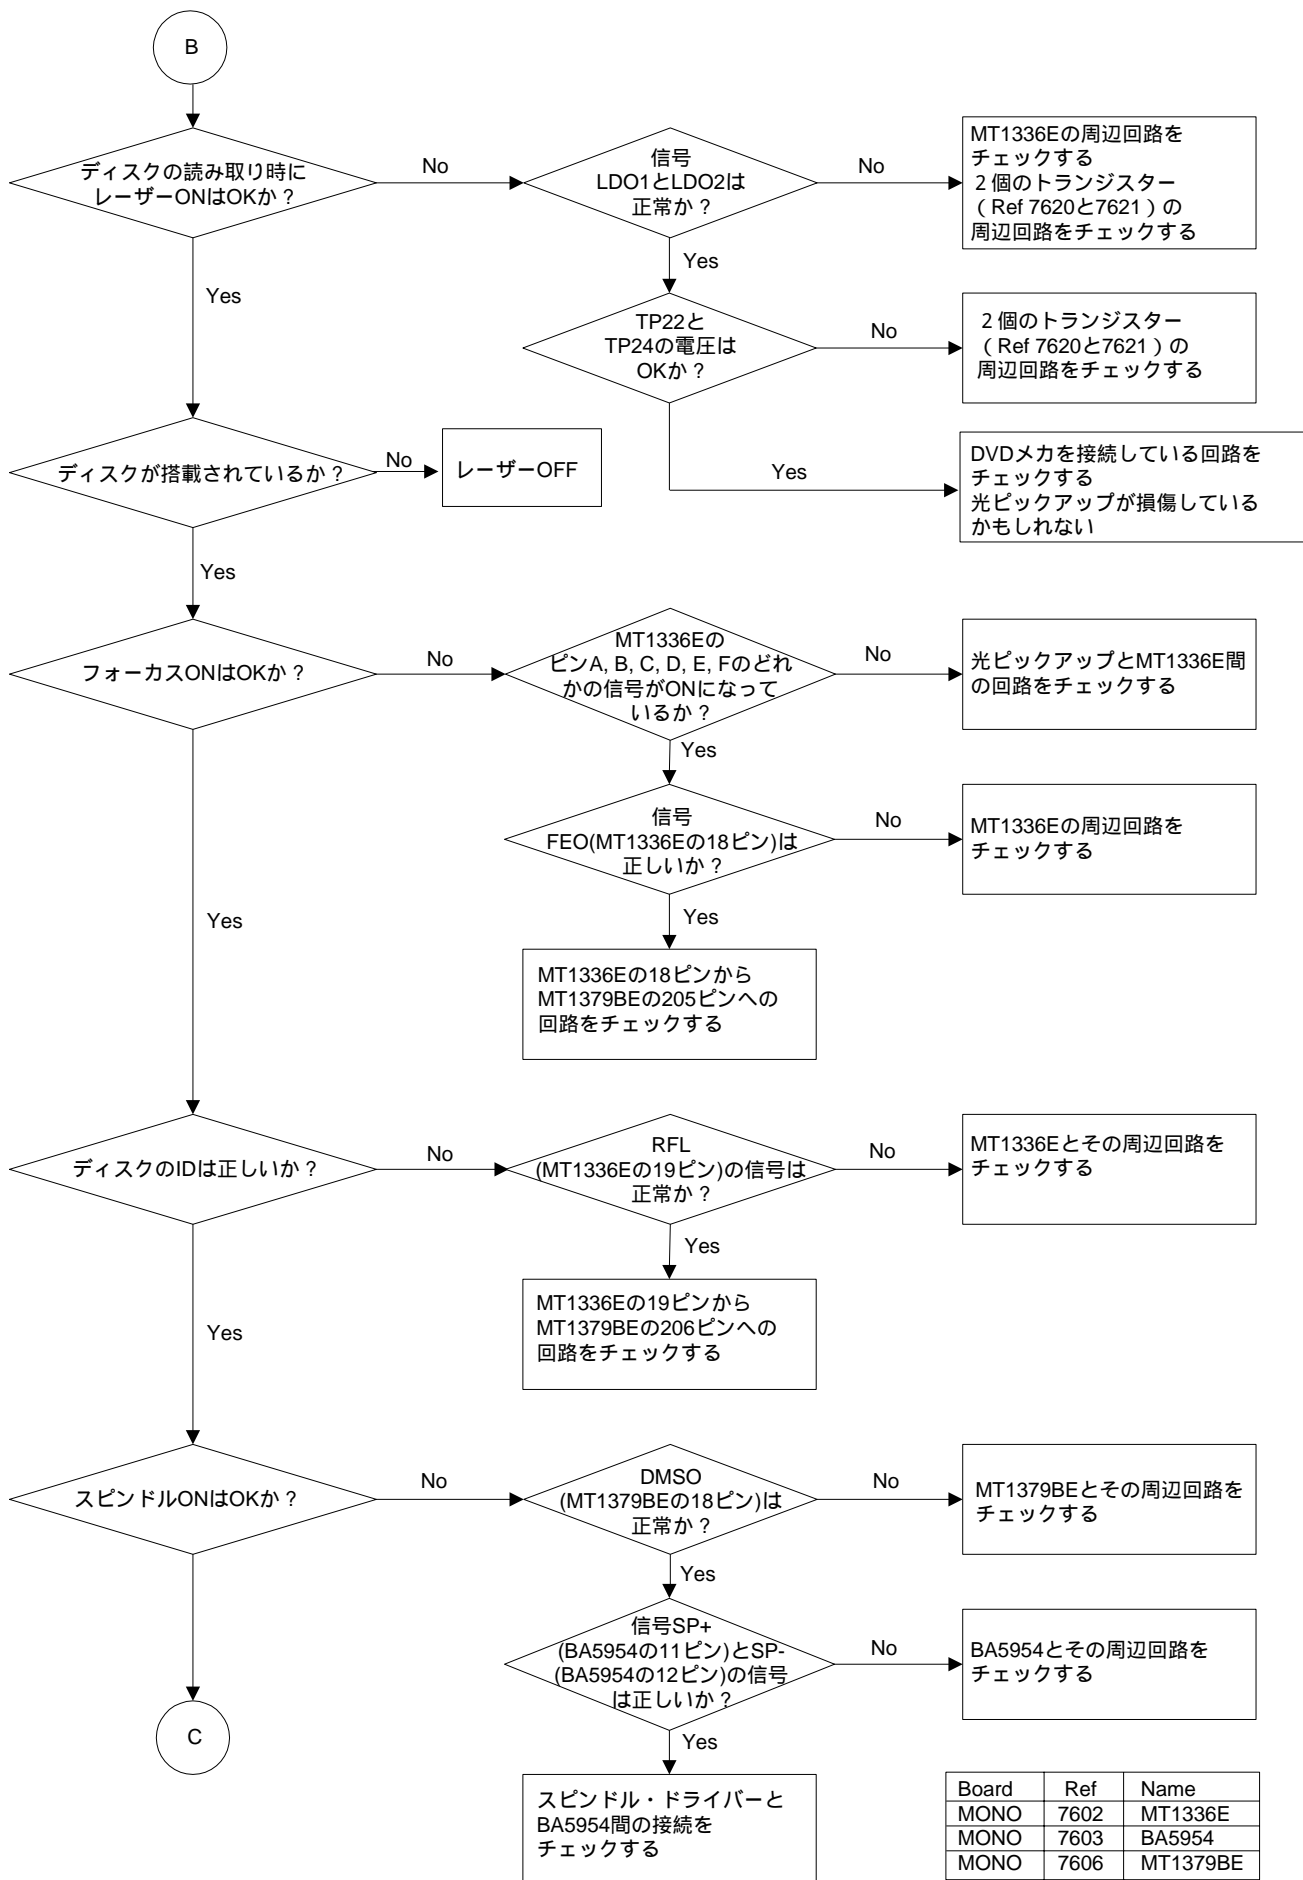 B
ディスクの読み取り時に
レーザーONはOKか？
No
信号
LDO1とLDO2は
正常か？
No
MT1336Eの周辺回路を
チェックする
２個のトランジスター
（Ref 7620と7621）の
周辺回路をチェックする
Yes
Yes
TP22と
TP24の電圧は
OKか？
No
２個のトランジスター
（Ref 7620と7621）の
周辺回路をチェックする
Yes
DVDメカを接続している回路を
チェックする
光ピックアップが損傷している
かもしれない
ディスクが搭載されているか？
No
レーザーOFF
Yes
フォーカスONはOKか？
No
MT1336Eの
ピンA, B, C, D, E, Fのどれ
かの信号がONになって
いるか？
No
光ピックアップとMT1336E間
の回路をチェックする
Yes
信号
FEO(MT1336Eの18ピン)は
正しいか？
No
MT1336Eの周辺回路を
チェックする
Yes
Yes
MT1336Eの18ピンから
MT1379BEの205ピンへの
回路をチェックする
ディスクのIDは正しいか？
No
RFL
(MT1336Eの19ピン)の信号は
正常か？
No
MT1336Eとその周辺回路を
チェックする
Yes
MT1336Eの19ピンから
MT1379BEの206ピンへの
回路をチェックする
Yes
スピンドルONはOKか？
No
DMSO
(MT1379BEの18ピン)は
正常か？
No
MT1379BEとその周辺回路を
チェックする
Yes
信号SP+
(BA5954の11ピン)とSP-
(BA5954の12ピン)の信号
は正しいか？
No
BA5954とその周辺回路を
チェックする
C
Yes
スピンドル・ドライバーと
BA5954間の接続を
チェックする
Board Ref Name
MONO 7602 MT1336E
MONO 7603 BA5954
MONO 7606 MT1379BE